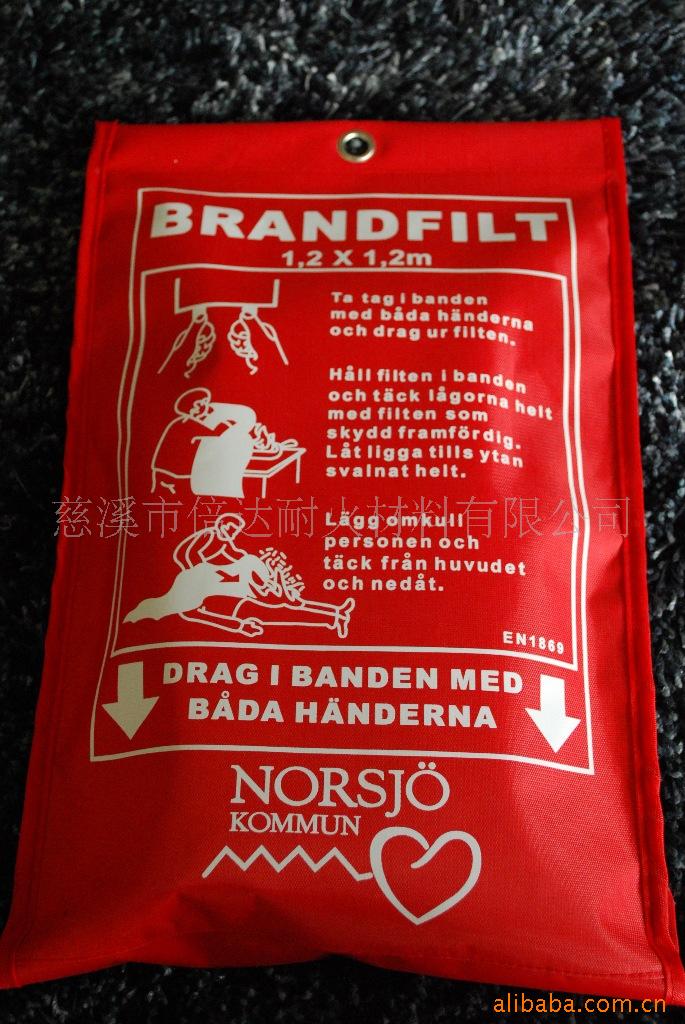 BRANDFILT
1,2 X 1,2m
Ta tag i banden
med båda händerna
och drag ur filten.
Håll filten i banden
och täck lågorna helt
med filten som
skydd framfördig.
Låt ligga tills ytan
svalnat helt.
慈溪市倍达耐火材料有限公司
Lägg omkull
personen och
täck från huvudet
och nedåt.
EN1869
DRAG I BANDEN MED
BÅDA HÄNDERNA
NORSJÖ
KOMMUN
alibaba.com.cn